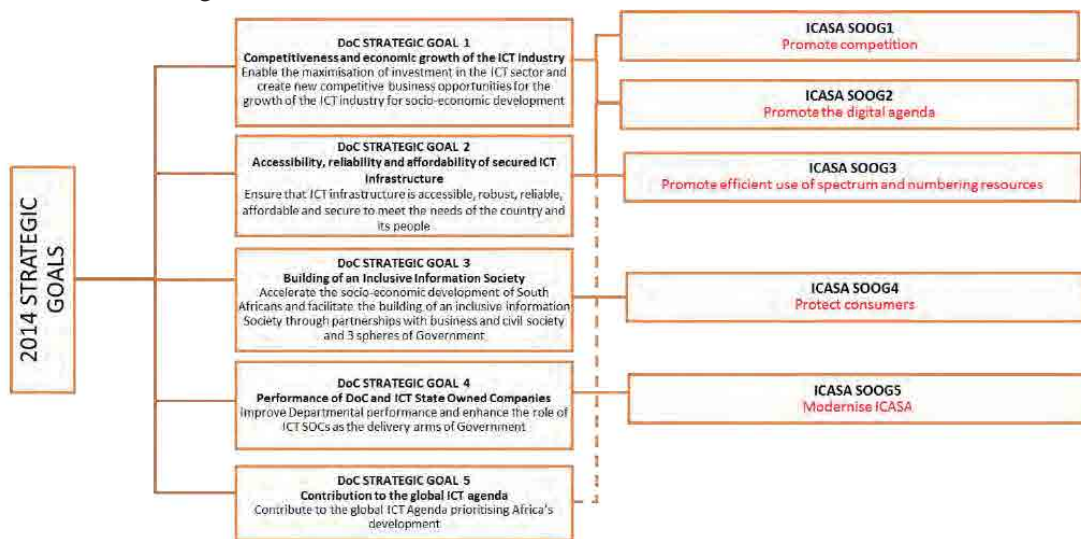 2014 STRATEGIC
GOALS
DoC STRATEGIC GOAL 1
Competitiveness and economic growth of the ICT Industry
Enable the maximisation of investment in the ICT sector and
create new competitive business opportunities for the
growth of the ICT industry for socio-economic development
DoC STRATEGIC GOAL 2
Accessibility, reliability and affordability of secured ICT
Infrastructure
Ensure that ICT infrastructure is accessible, robust, reliable,
affordable and secure to meet the needs of the country and
its people
DoC STRATEGIC GOAL 3
Building of an Inclusive Information Society
Accelerate the socio-economic development of South
Africans and facilitate the building of an inclusive Information
Society through partnerships with business and civil society
and 3 spheres of Government
DoC STRATEGIC GOAL 4
Performance of DoC and ICT State Owned Companies
Improve Departmental performance and enhance the role of
ICT SOCs as the delivery arms of Government
DoC STRATEGIC GOAL 5
Contribution to the global ICT agenda
Contribute to the global ICT Agenda prioritising Africa's
development
ICASA SOOG1
Promote competition
ICASA SOOG2
Promote the digital agenda
ICASA SOOG3
Promote efficient use of spectrum and numbering resources
ICASA SOOG4
Protect consumers
ICASA SOOG5
Modernise ICASA